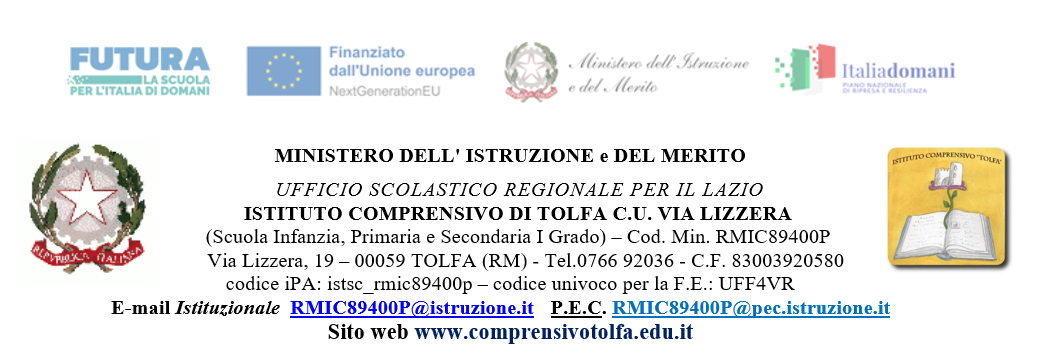 FUTURA
LA SCUOLA
PER L'ITALIA DI DOMANI
Finanziato
dall'Unione europea
NextGenerationEU
Ministero dell'Istruzione
e del Merito
Italiadomani
PIANO NAZIONALE
DI RIPRESA E RESILIENZA
REPVBBLICA ITALIANA
MINISTERO DELL' ISTRUZIONE e DEL MERITO
UFFICIO SCOLASTICO REGIONALE PER IL LAZIO
ISTITUTO COMPRENSIVO DI TOLFA C.U. VIA LIZZERA
(Scuola Infanzia, Primaria e Secondaria I Grado) – Cod. Min. RMIC89400P
Via Lizzera, 19 – 00059 TOLFA (RM) - Tel.0766 92036 - C.F. 83003920580
codice iPA: istsc_rmic89400p – codice univoco per la F.E.: UFF4VR
E-mail Istituzionale RMIC89400P@istruzione.it P.E.C. RMIC89400P@pec.istruzione.it
Sito web www.comprensivotolfa.edu.it
ISTITUTO COMPRENSIVO "TOLFA"